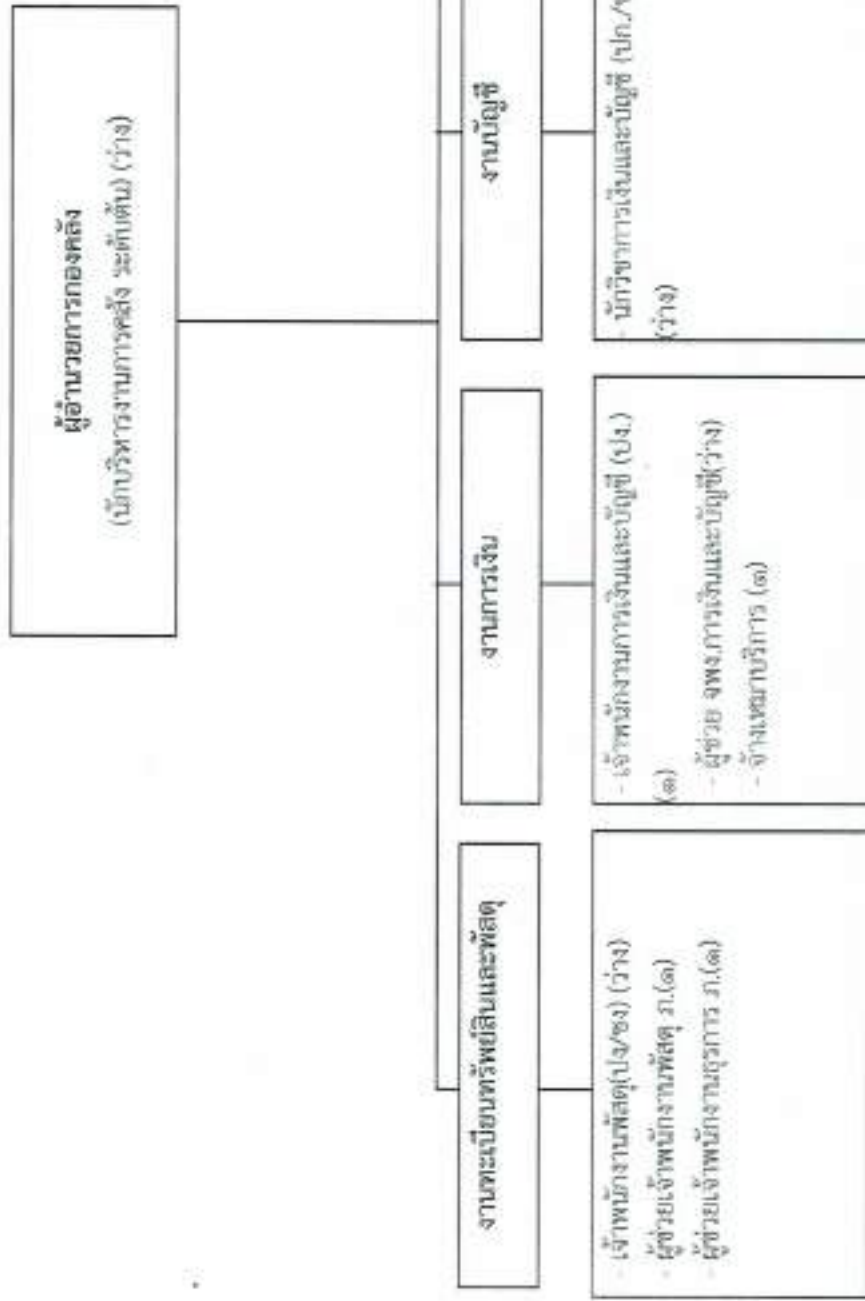 ผู้อำนวยการกองคลัง
(นักบริหารงานการคลัง ระดับต้น) (ว่าง)
งานทะเบียนทรัพย์สินและพัสดุ
- เจ้าพนักงานพัสดุ(ปง/ชง) (ว่าง)
- ผู้ช่วยเจ้าพนักงานพัสดุ ภ.(๑)
- ผู้ช่วยเจ้าพนักงานธุรการ ภ.(๑)
งานการเงิน
- เจ้าพนักงานการเงินและบัญชี (ปง.)
(๑)
- ผู้ช่วย จพง.การเงินและบัญชี(ว่าง)
- จ้างเหมาบริการ (๑)
งานบัญชี
- นักวิชาการเงินและบัญชี (ปก./
(ว่าง)